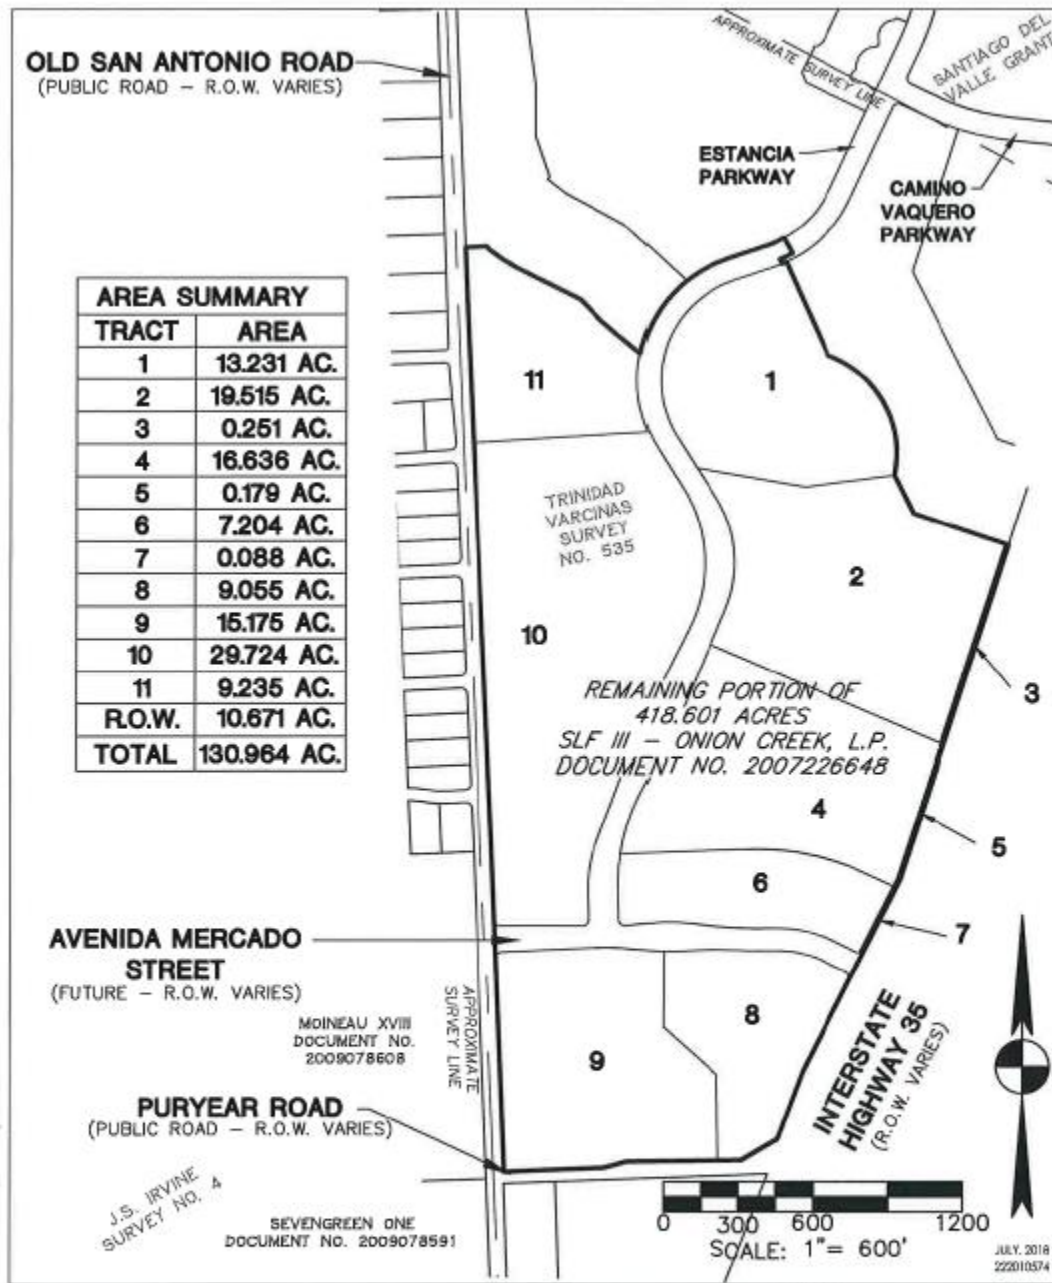 OLD SAN ANTONIO ROAD
(PUBLIC ROAD – R.O.W. VARIES)
APPROXIMATE SURVEY LINE
SANTIAGO DEL
VALLE GRANT
ESTANCIA
PARKWAY
CAMINO
VAQUERO
PARKWAY
AREA SUMMARY
TRACT AREA
1 13.231 AC.
2 19.515 AC.
3 0.251 AC.
4 16.636 AC.
5 0.179 AC.
6 7.204 AC.
7 0.088 AC.
8 9.055 AC.
9 15.175 AC.
10 29.724 AC.
11 9.235 AC.
R.O.W. 10.671 AC.
TOTAL 130.964 AC.
11
1
TRINIDAD
VARCINAS
SURVEY
NO. 535
2
10
REMAINING PORTION OF
418.601 ACRES
SLF III – ONION CREEK, L.P.
DOCUMENT NO. 2007226648
3
4
5
6
7
AVENIDA MERCADO
STREET
(FUTURE – R.O.W. VARIES)
MOINEAU XVIII
DOCUMENT NO.
2009078608
APPROXIMATE
SURVEY LINE
8
9
INTERSTATE
HIGHWAY 35
(R.O.W. VARIES)
PURYEAR ROAD
(PUBLIC ROAD – R.O.W. VARIES)
J.S. IRVINE
SURVEY NO. 4
SEVENGREEN ONE
DOCUMENT NO. 2009078591
0 300 600 1200
SCALE: 1"= 600'
JULY, 2018
222010574